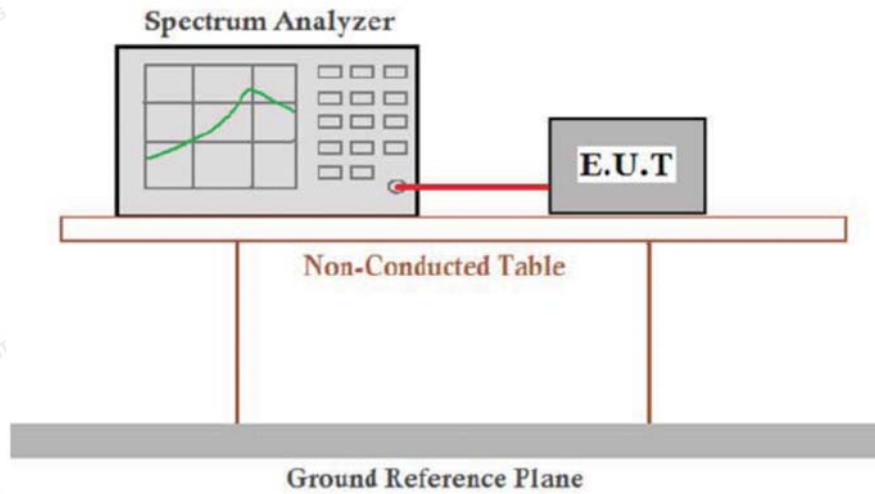 Spectrum Analyzer
E.U.T
Non-Conducted Table
Ground Reference Plane